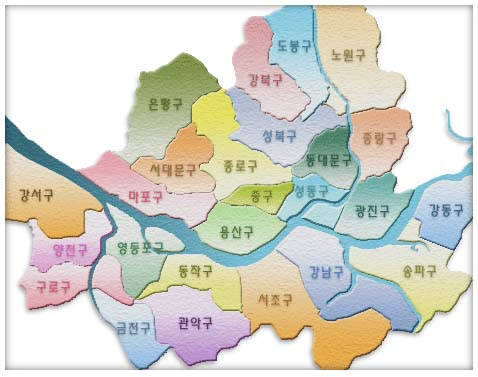 도봉구
노원구
강북구
은평구
성북구
중랑구
동대문구
종로구
서대문구
강서구
마포구
중구
성동구
광진구
강동구
용산구
양천구
영등포구
동작구
강남구
송파구
구로구
서초구
금천구
관악구